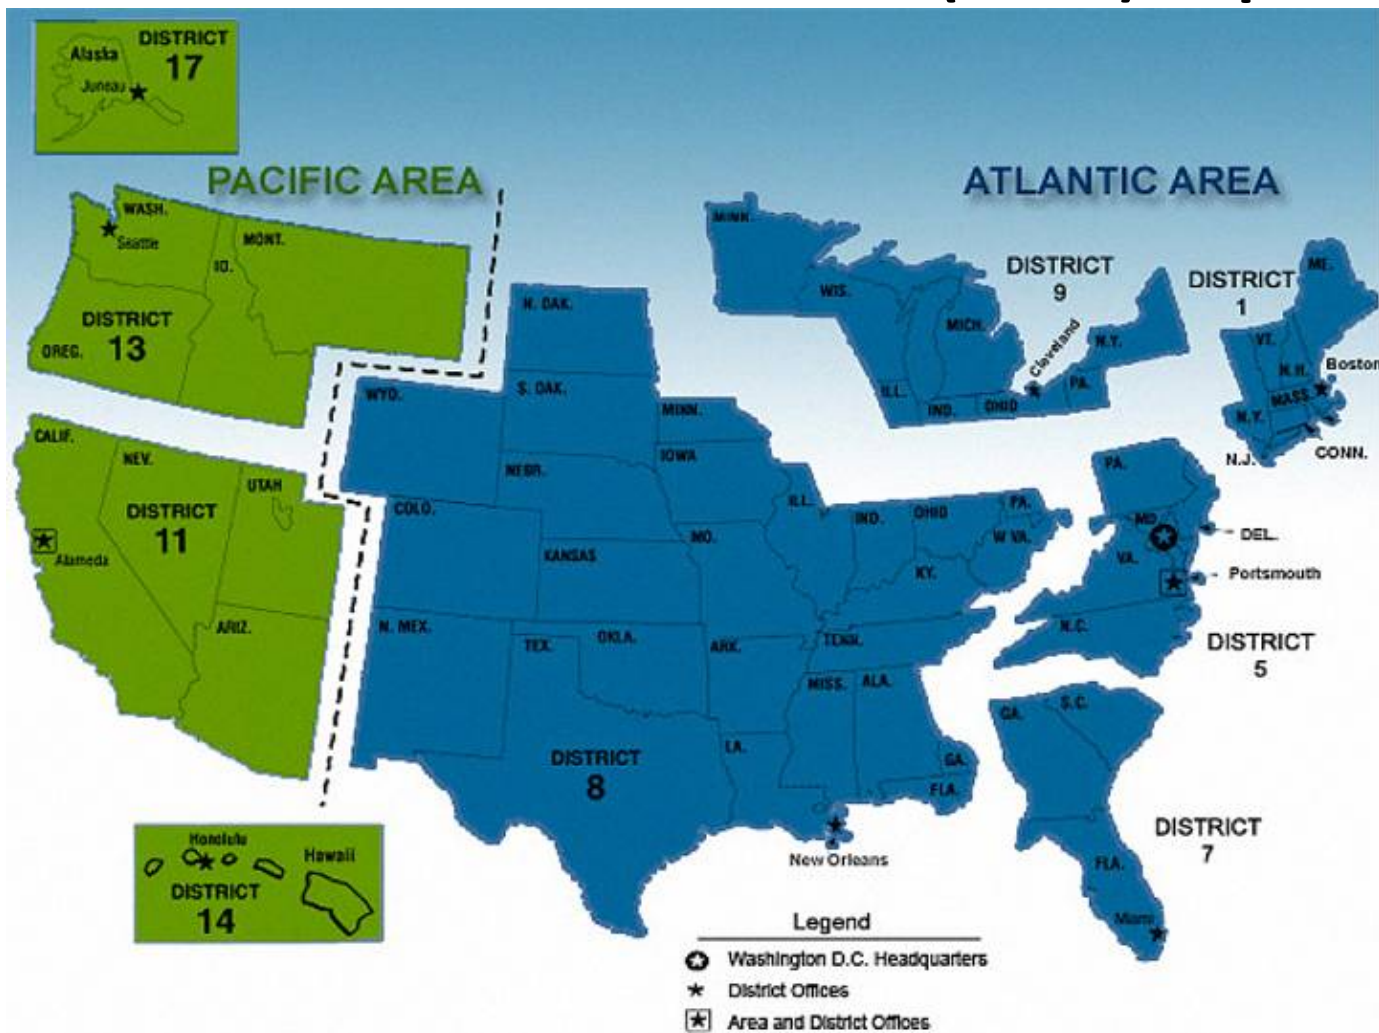 DISTRICT
17
Alaska
Juneau
PACIFIC AREA
ATLANTIC AREA
WASH.
Seattle
MONT.
ID.
DISTRICT
13
OREG.
MINN.
WIS.
MICH.
DISTRICT
9
Cleveland
N.Y.
PA.
ILL.
IND.
OHIO
DISTRICT
1
ME.
VT.
N.H.
Boston
MASS.
N.Y.
CONN.
N.J.
CALIF.
NEV.
UTAH
DISTRICT
11
Alameda
ARIZ.
N. DAK.
WYO.
S. DAK.
MINN.
NEBR.
IOWA
ILL.
COLO.
IND.
OHIO
PA.
MO.
W VA.
KANSAS
KY.
N. MEX.
TEX.
OKLA.
ARK.
TENN.
MISS.
ALA.
LA.
GA.
FLA.
DISTRICT
8
New Orleans
PA.
MD.
DEL.
VA.
Portsmouth
N.C.
DISTRICT
5
GA.
S.C.
DISTRICT
7
FLA.
Miami
Honolulu
Hawaii
DISTRICT
14
Legend
Washington D.C. Headquarters
District Offices
Area and District Offices